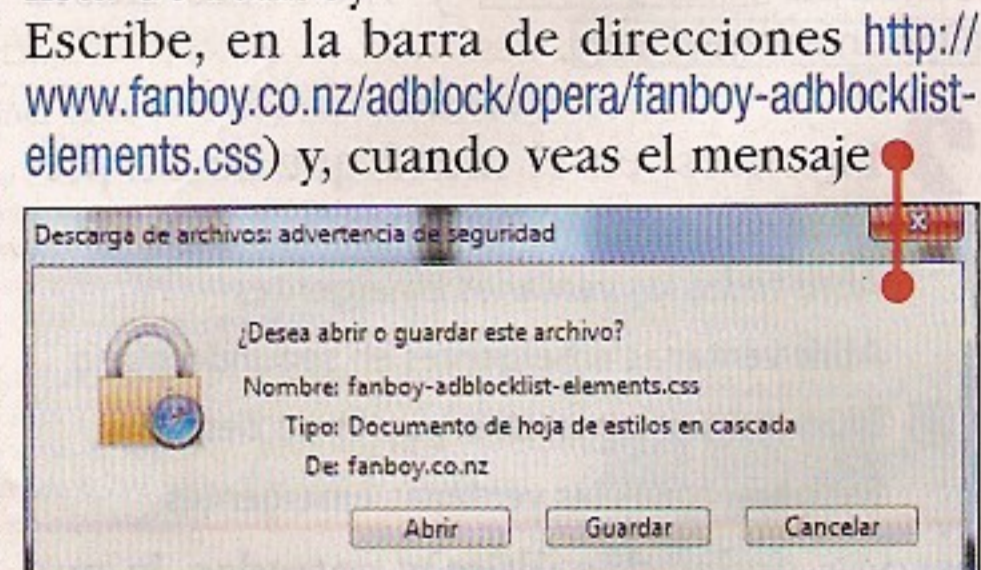 Escribe, en la barra de direcciones http://
www.fanboy.co.nz/adblock/opera/fanboy-adblocklist-
elements.css) y, cuando veas el mensaje
Descarga de archivos: advertencia de seguridad
¿Desea abrir o guardar este archivo?
Nombre: fanboy-adblocklist-elements.css
Tipo: Documento de hoja de estilos en cascada
De: fanboy.co.nz
Abrir Guardar Cancelar